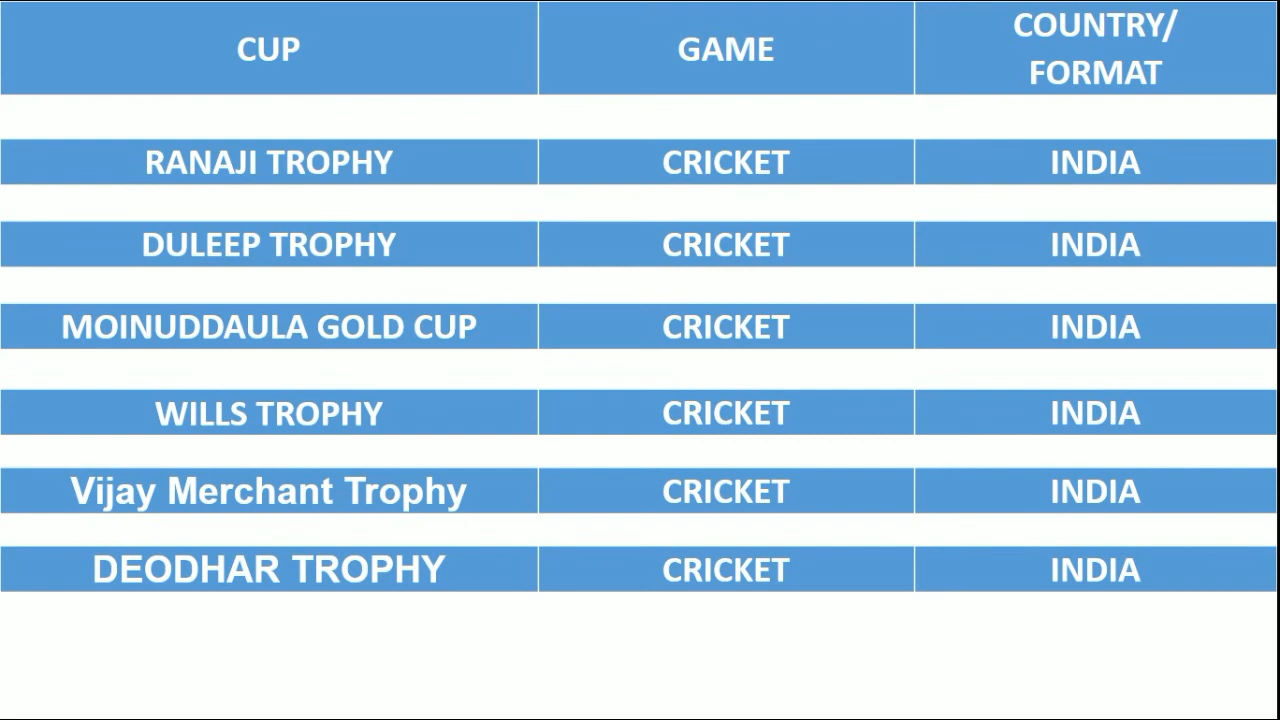 CUP GAME COUNTRY/
FORMAT
RANAJI TROPHY CRICKET INDIA
DULEEP TROPHY CRICKET INDIA
MOINUDDAULA GOLD CUP CRICKET INDIA
WILLS TROPHY CRICKET INDIA
Vijay Merchant Trophy CRICKET INDIA
DEODHAR TROPHY CRICKET INDIA